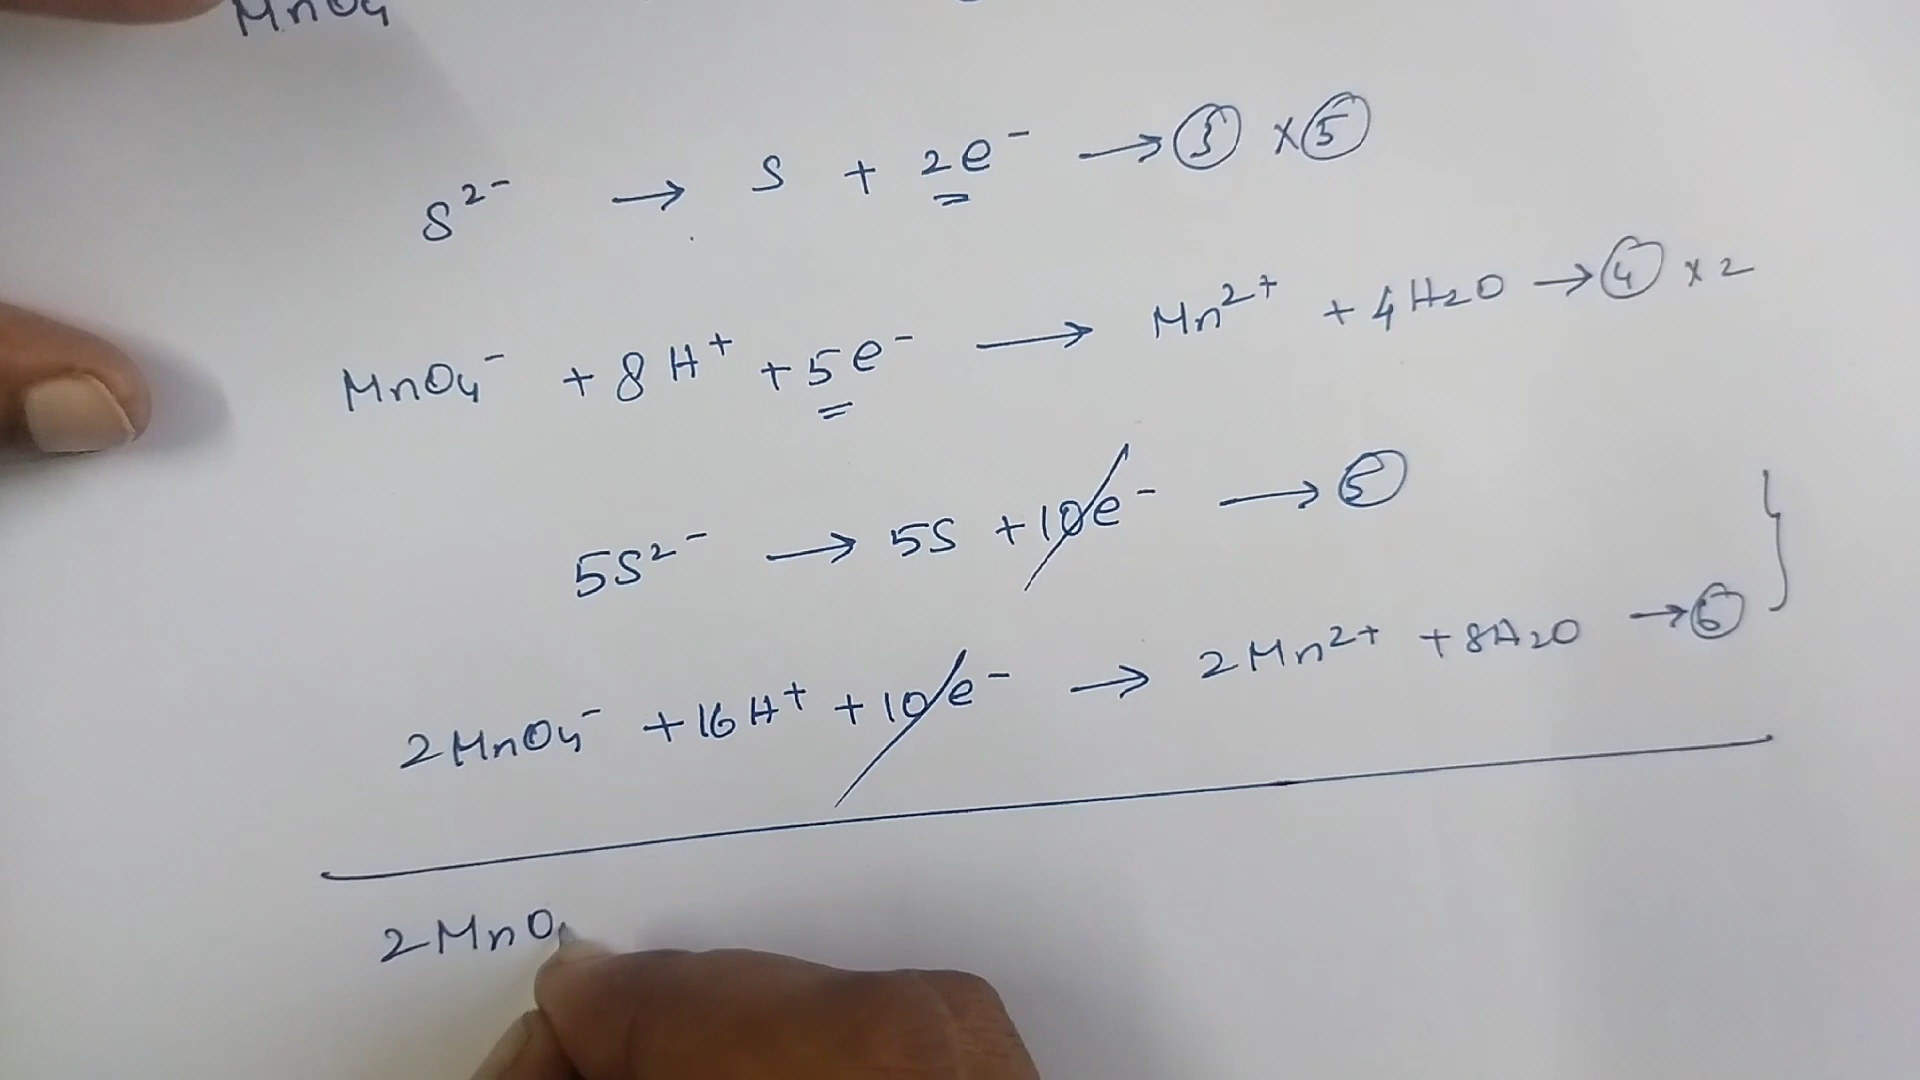 MnO4
S²⁻ → S + 2e⁻ → ③ ×⑤
MnO₄⁻ + 8H⁺ + 5e⁻ → Mn²⁺ + 4H₂O → ④ ×2
5S²⁻ → 5S + 10e⁻ → ⑤
2MnO₄⁻ + 16H⁺ + 10e⁻ → 2Mn²⁺ + 8H₂O → ⑥
2MnO